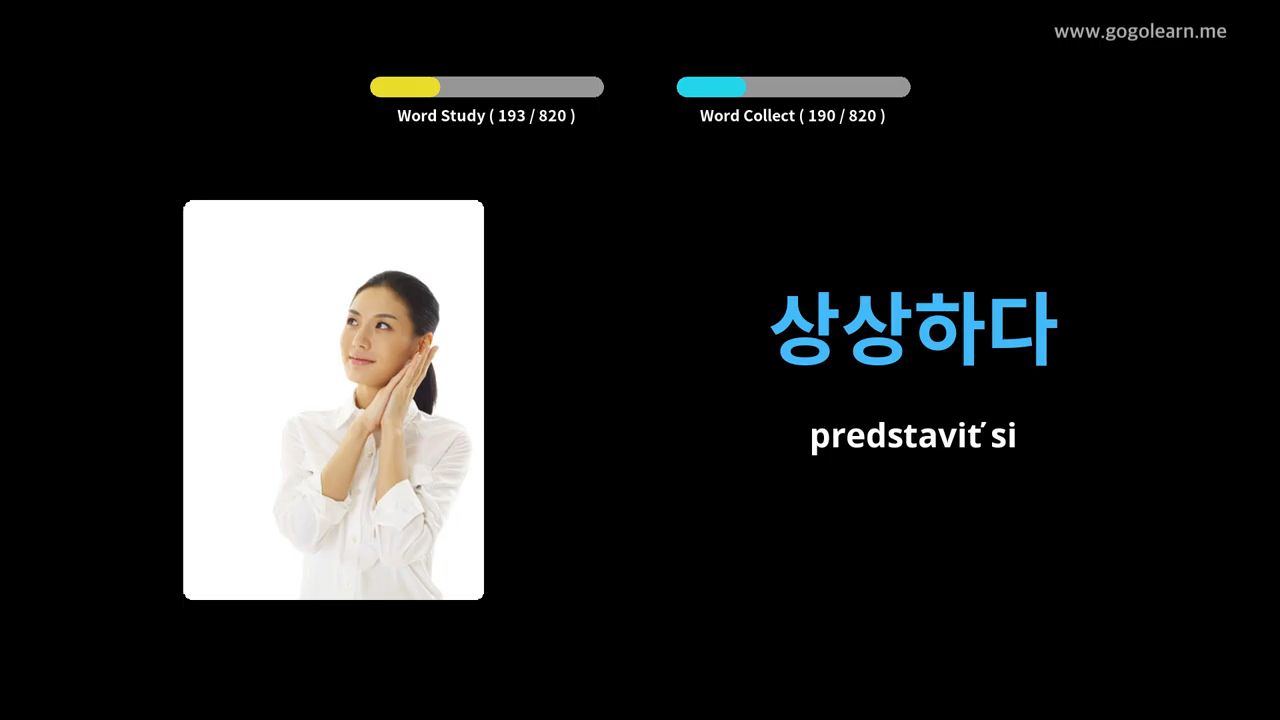 www.gogolearn.me
Word Study ( 193 / 820 )
Word Collect ( 190 / 820 )
상상하다
predstaviť si